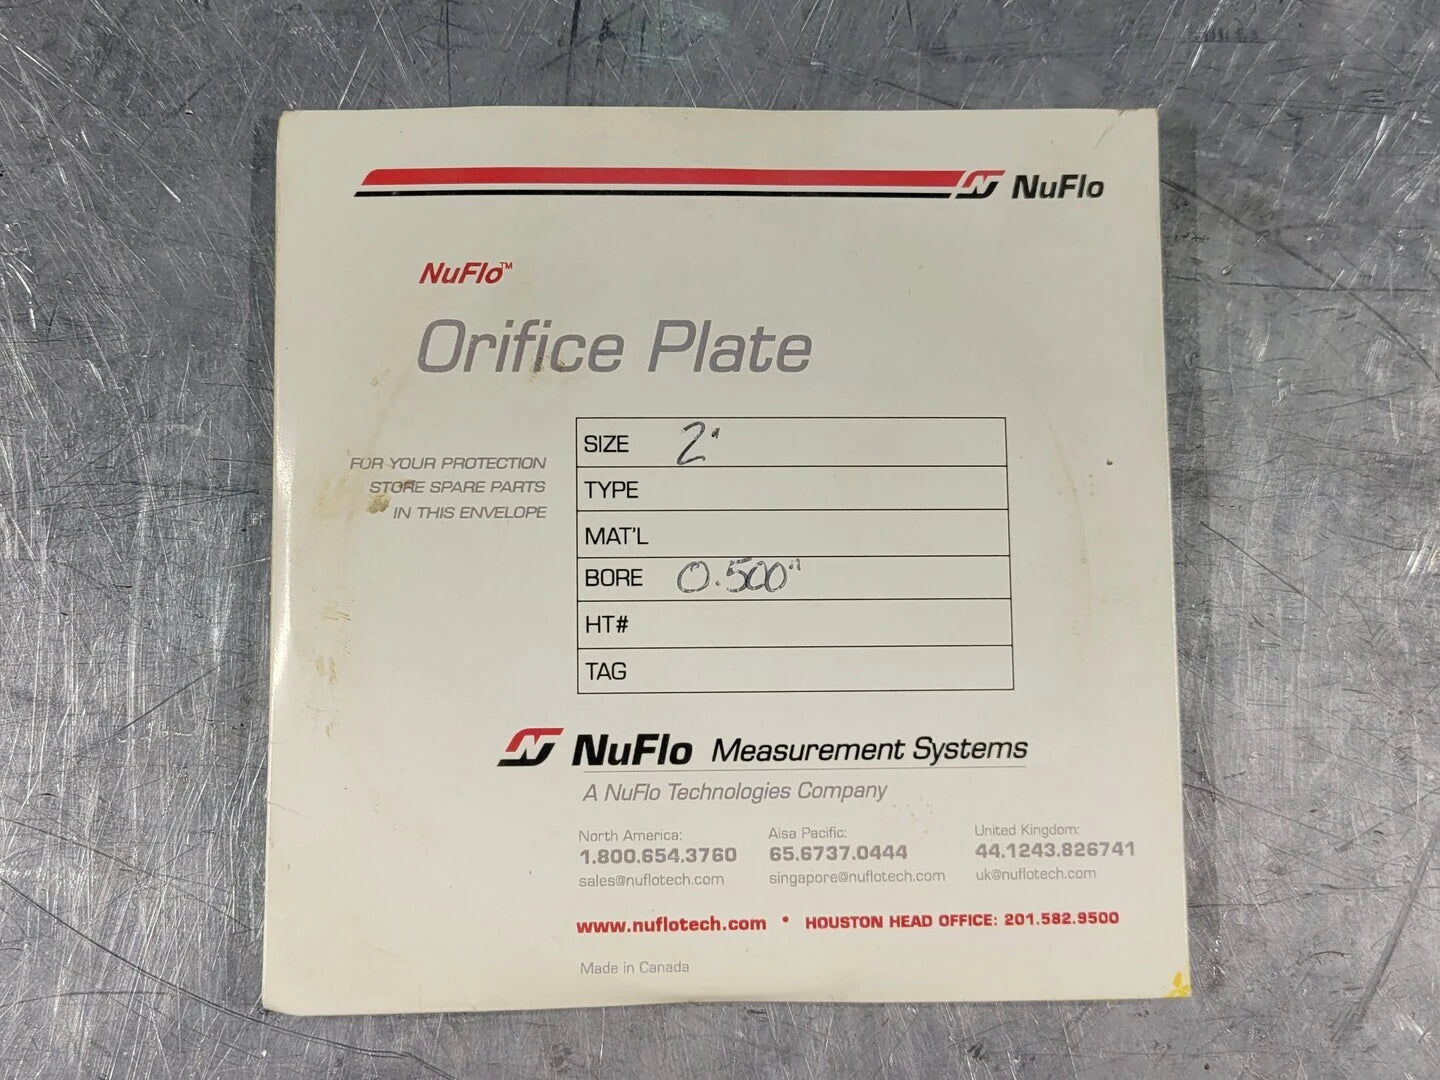 NuFlo
NuFlo™
Orifice Plate
FOR YOUR PROTECTION
STORE SPARE PARTS
IN THIS ENVELOPE
SIZE 2"
TYPE
MAT'L
BORE 0.500"
HT#
TAG
NuFlo Measurement Systems
A NuFlo Technologies Company
North America: Aisa Pacific: United Kingdom:
1.800.654.3760 65.6737.0444 44.1243.826741
sales@nuflotech.com singapore@nuflotech.com uk@nuflotech.com
www.nuflotech.com • HOUSTON HEAD OFFICE: 201.582.9500
Made in Canada